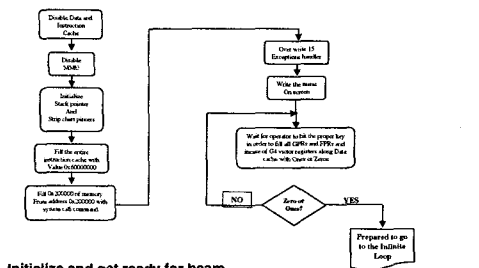 Disable Data and
Instruction
Cache
Disable
MMU
Initialize
Stack pointer
And
Strip chart pointers
Fill the entire
instruction cache with
Value 0x60000000
Fill 0x200000 of memory
From address 0x200000 with
system call command
Over write 15
Exceptions handler
Write the menu
On screen
Wait for operator to hit the proper key
in order to fill all GPRs and FPRs and
incase of G4 vector registers along Data
cache with Ones or Zeros
NO
Zero or
Ones?
YES
Prepared to go
to the Infinite
Loop
Initialize and get ready for beam